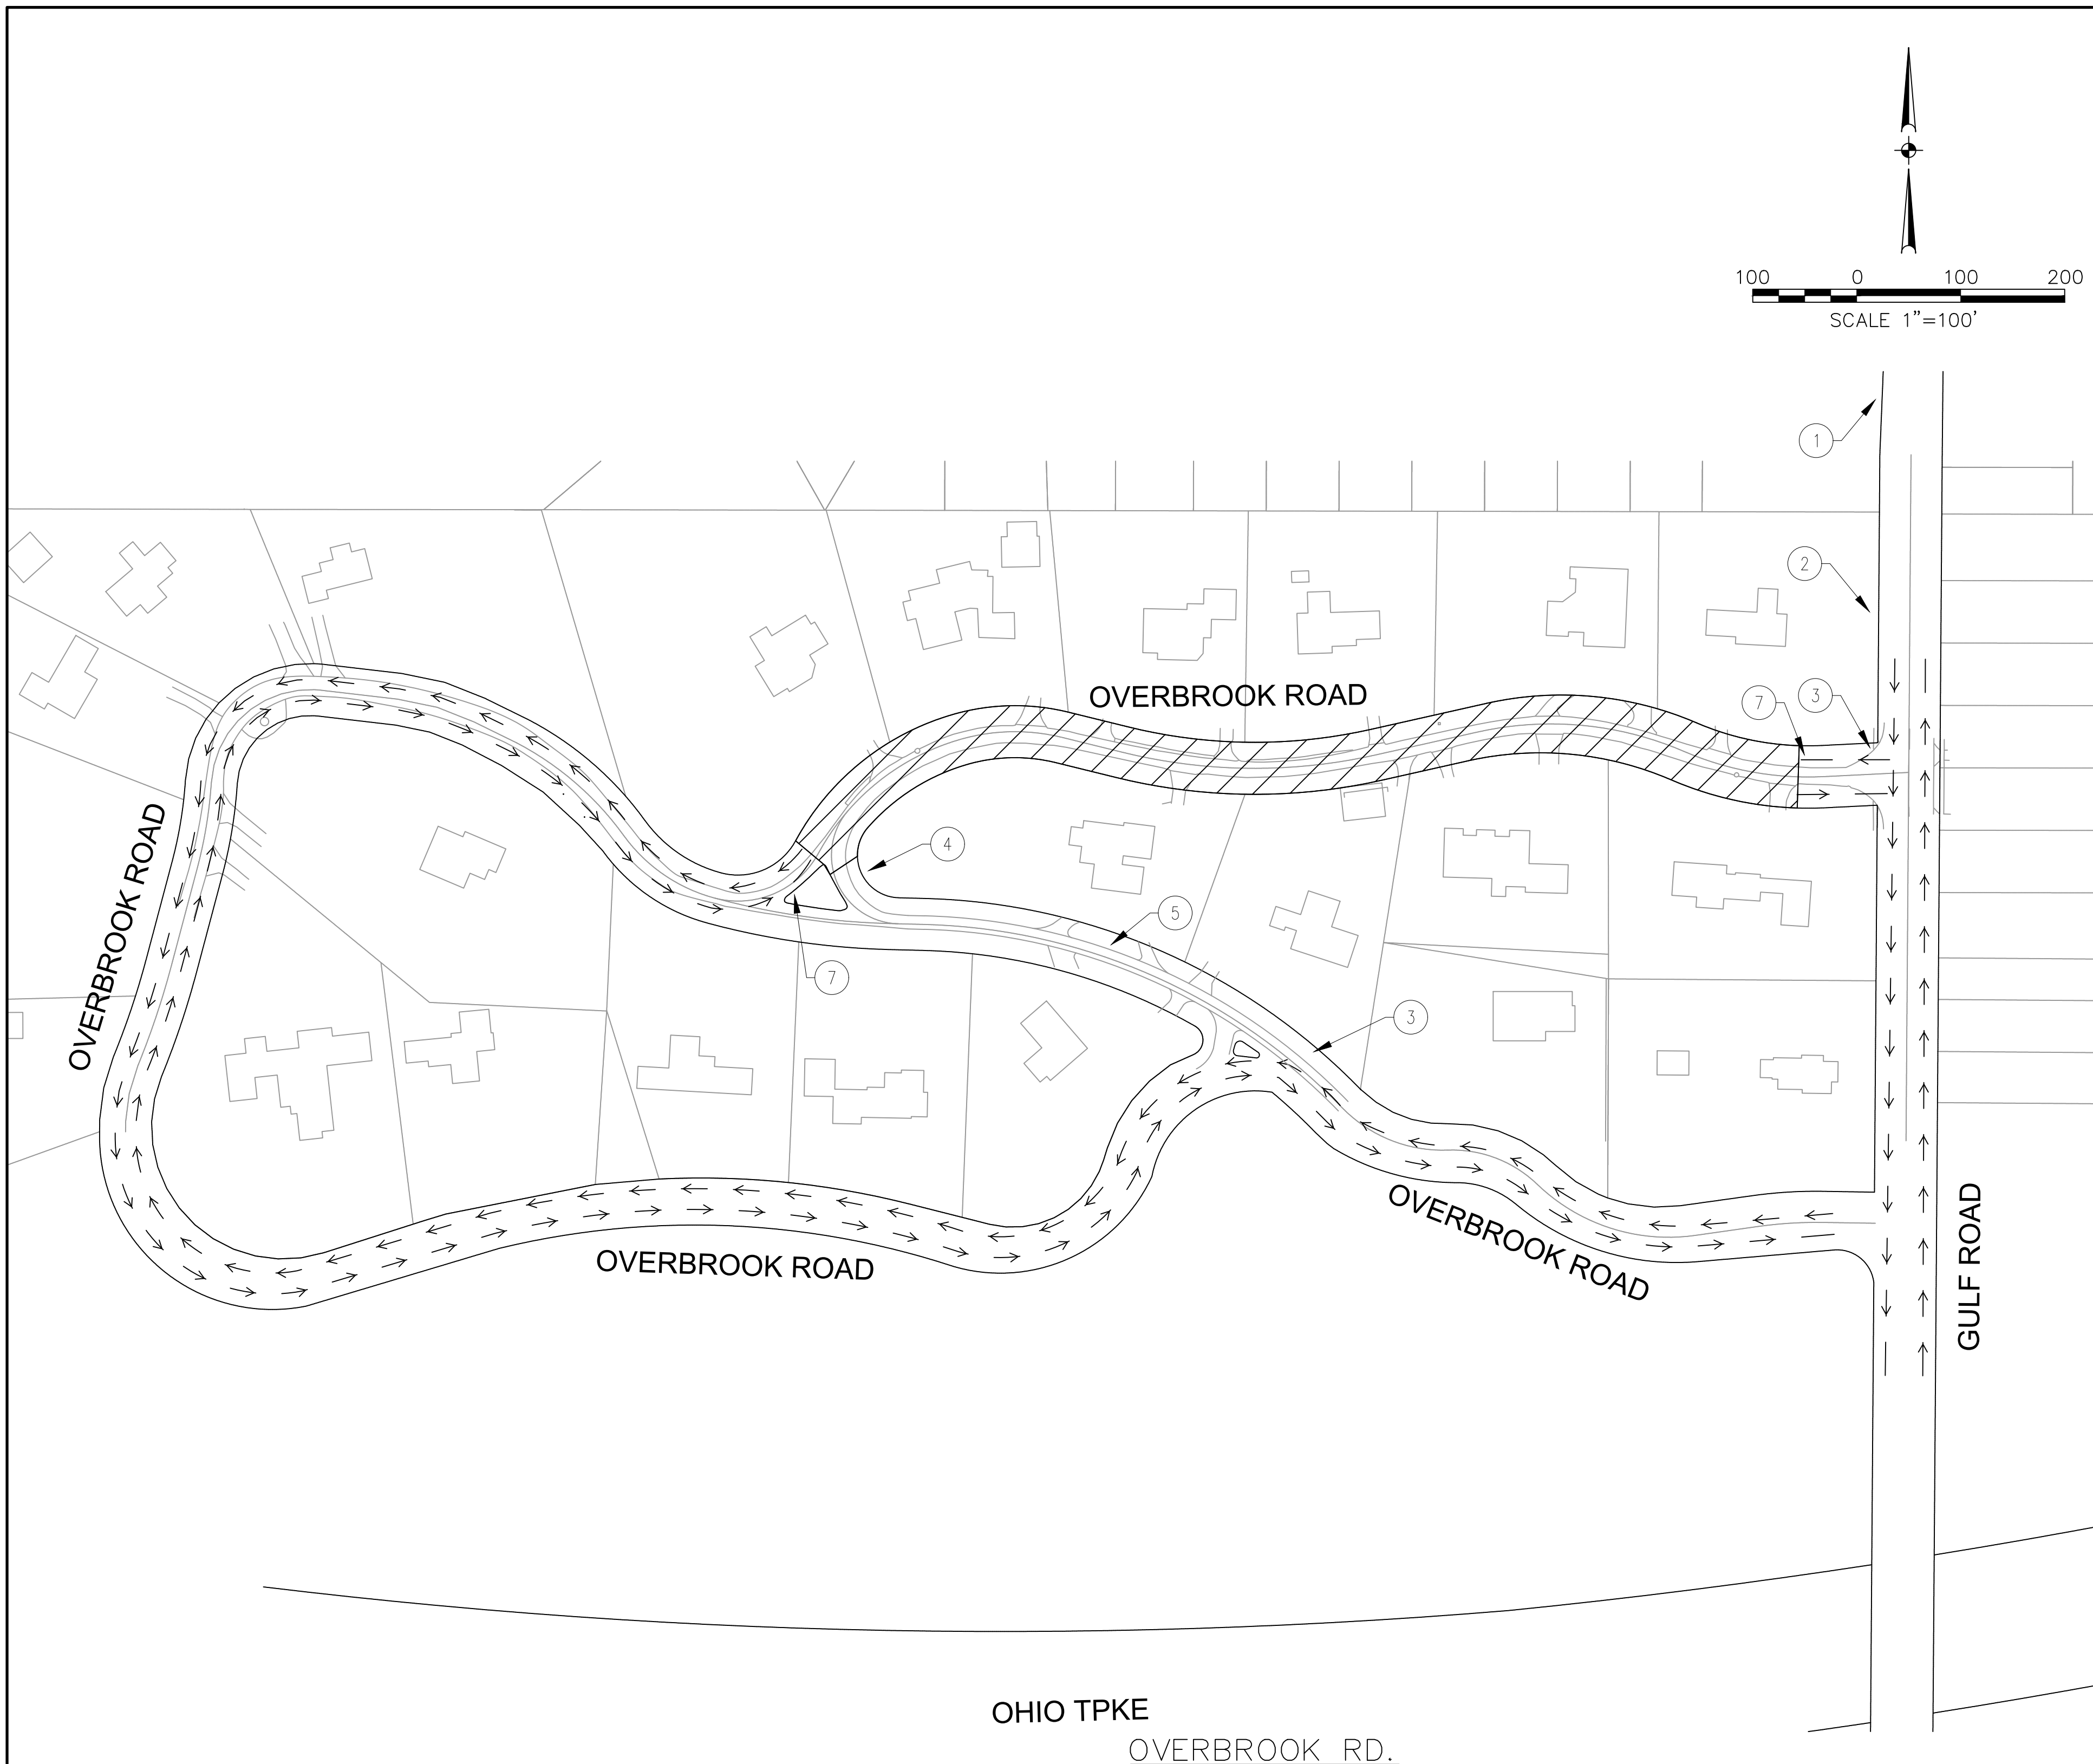 100 0 100 200
SCALE 1"=100'
1
2
OVERBROOK ROAD
7
3
4
5
7
3
OVERBROOK ROAD
OVERBROOK ROAD
OVERBROOK ROAD
GULF ROAD
OHIO TPKE
OVERBROOK RD.